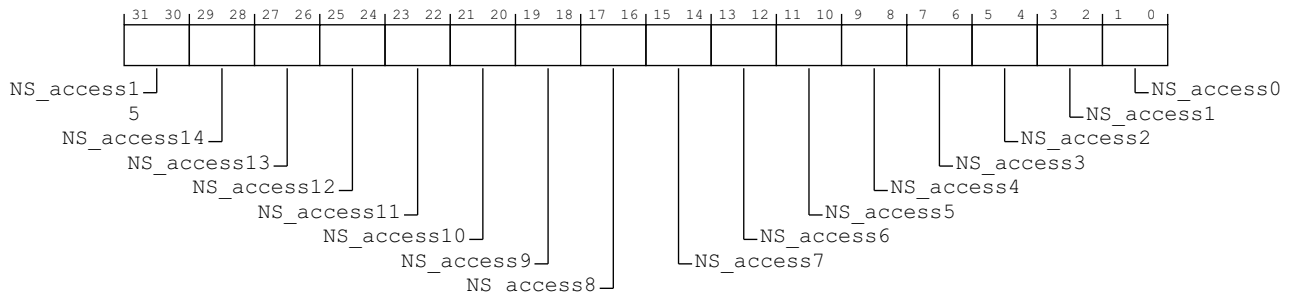 31 30 29 28 27 26 25 24 23 22 21 20 19 18 17 16 15 14 13 12 11 10 9 8 7 6 5 4 3 2 1 0
NS_access1 NS_access0
5 NS_access1
NS_access14 NS_access2
NS_access13 NS_access3
NS_access12 NS_access4
NS_access11 NS_access5
NS_access10 NS_access6
NS_access9 NS_access7
NS access8